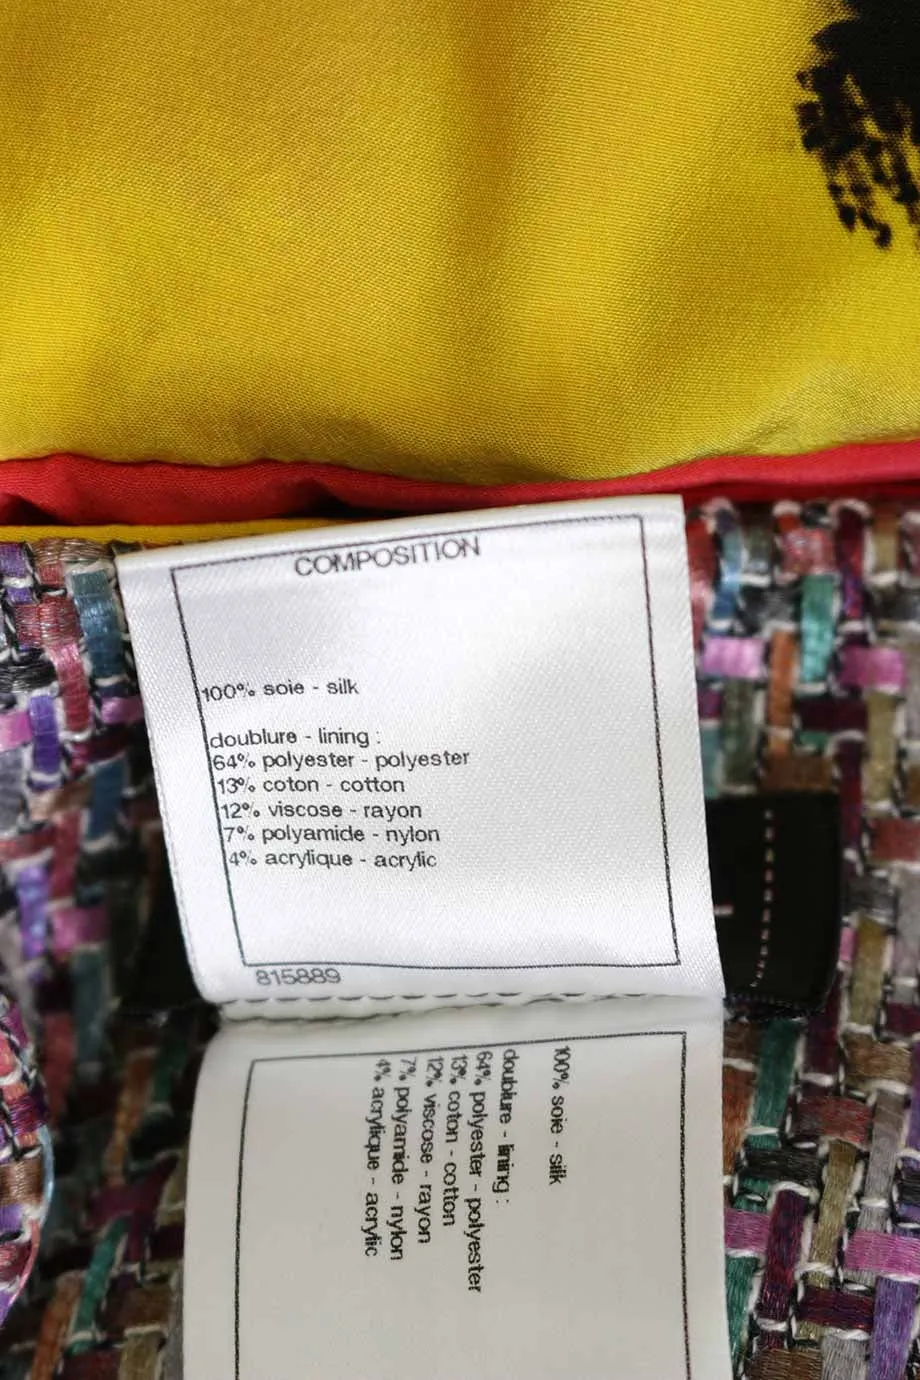 COMPOSITION
100% soie - silk
doublure - lining :
64% polyester - polyester
13% coton - cotton
12% viscose - rayon
7% polyamide - nylon
4% acrylique - acrylic
815889
100% soie - silk
doublure - lining :
64% polyester - polyester
13% coton - cotton
12% viscose - rayon
7% polyamide - nylon
4% acrylique - acrylic